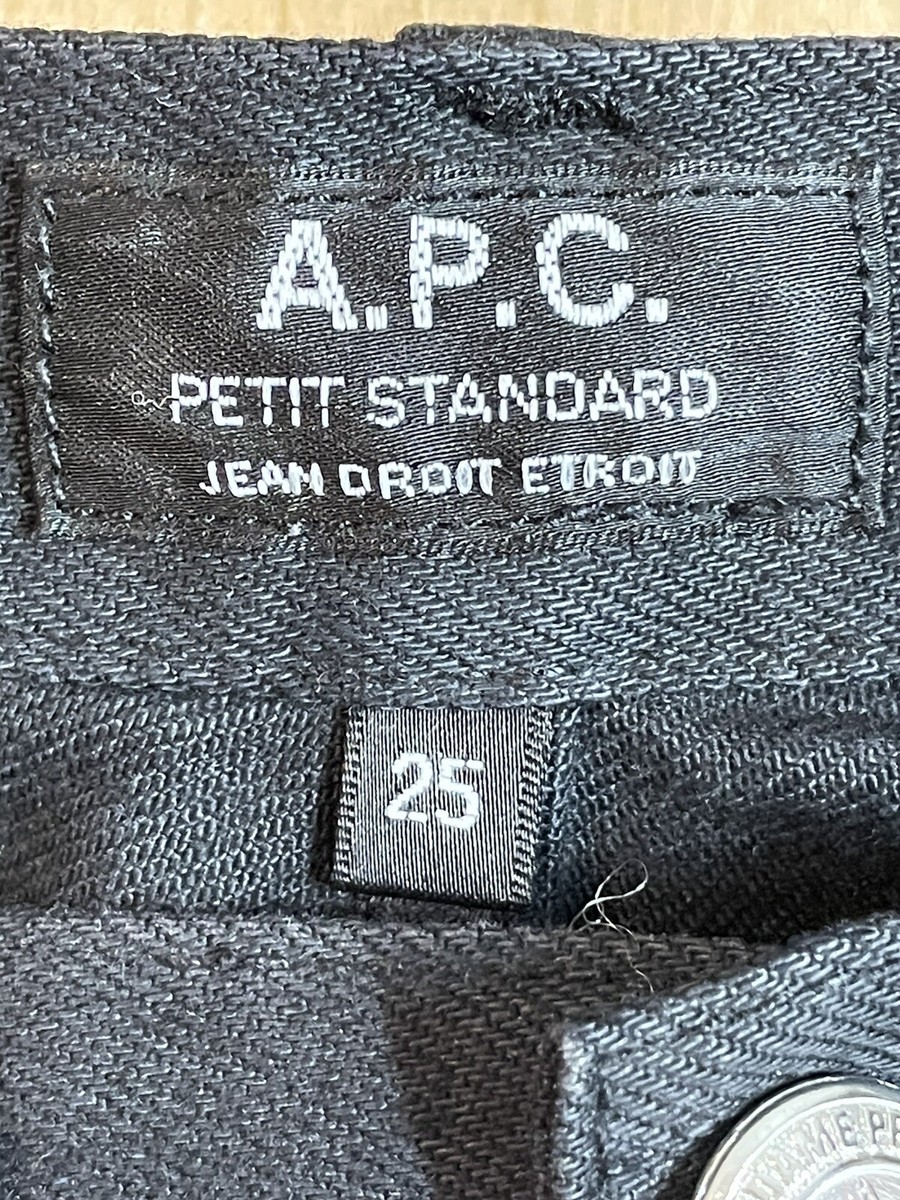 A.P.C.
PETIT STANDARD
JEAN DROIT ETROIT
25